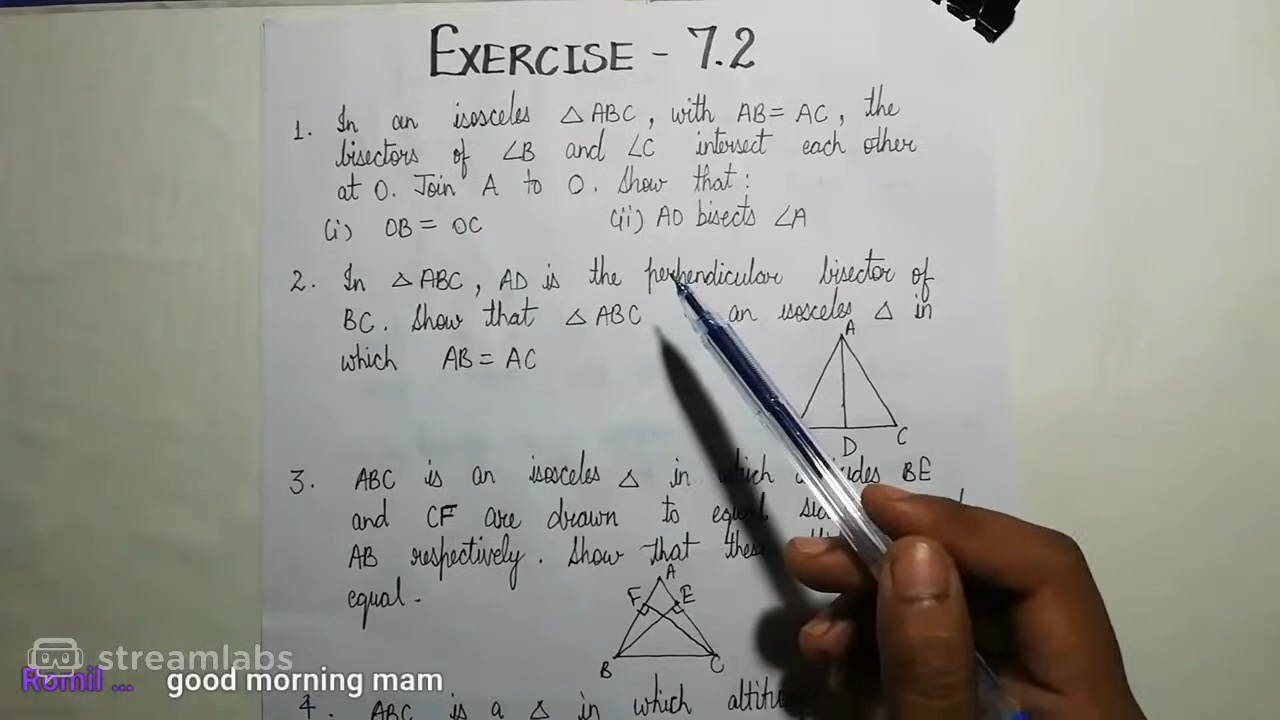 EXERCISE - 7.2
1. In an isosceles △ ABC, with AB = AC, the
bisectors of ∠B and ∠C intersect each other
at O. Join A to O. Show that :
(i) OB = OC (ii) AO bisects ∠A
2. In △ ABC, AD is the perpendicular bisector of
BC. Show that △ ABC an isosceles △ in
which AB = AC
A
D
C
3. ABC is an isosceles △ in which BE
and CF are drawn to equal
AB respectively. Show that these
equal.
A
F E
B C
streamlabs
Romil ... good morning mam
4. ABC is a △ in which